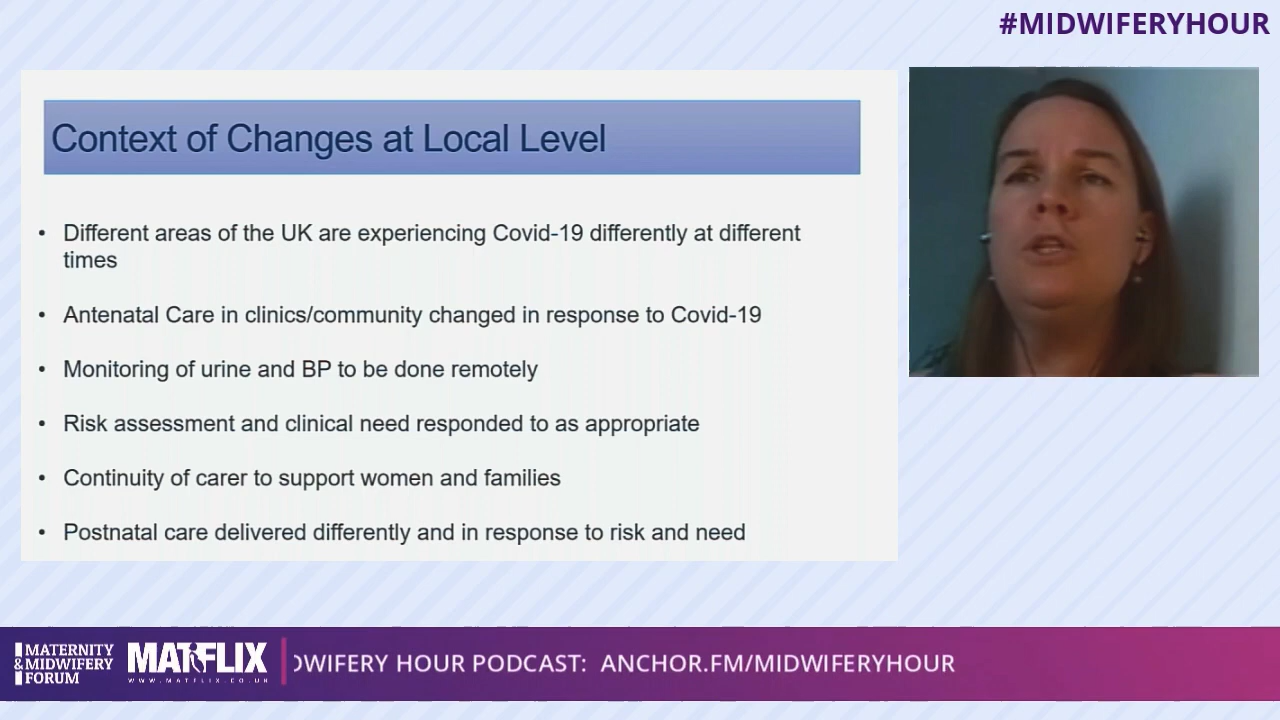 #MIDWIFERYHOUR
Context of Changes at Local Level
• Different areas of the UK are experiencing Covid-19 differently at different
times
• Antenatal Care in clinics/community changed in response to Covid-19
• Monitoring of urine and BP to be done remotely
• Risk assessment and clinical need responded to as appropriate
• Continuity of carer to support women and families
• Postnatal care delivered differently and in response to risk and need
MATERNITY
&MIDWIFERY
FORUM
MATFLIX
WWW.MATFLIX.CO.UK
DWIFERY HOUR PODCAST: ANCHOR.FM/MIDWIFERYHOUR